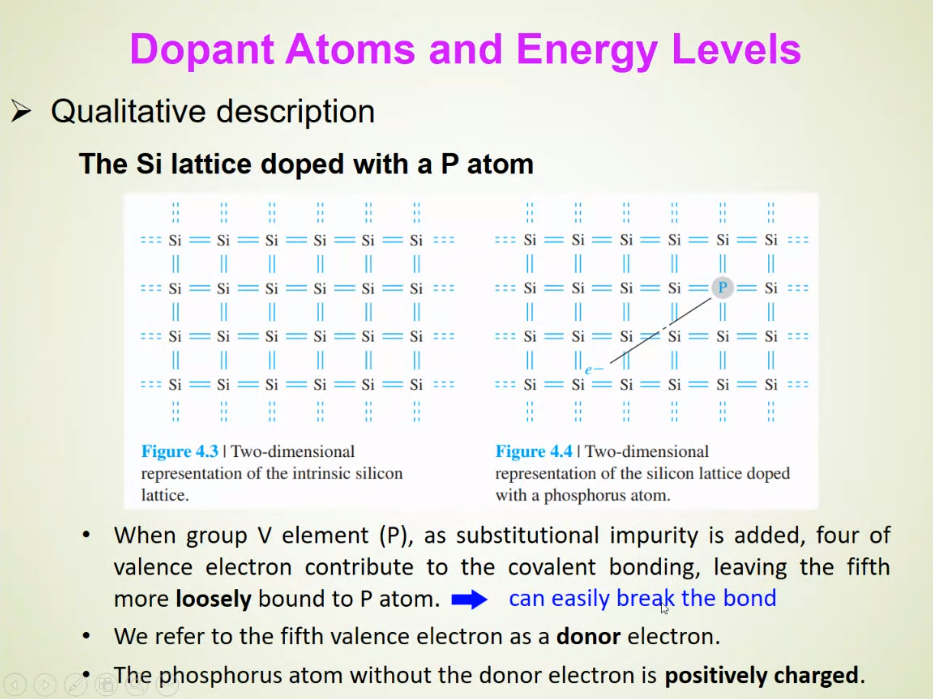 Dopant Atoms and Energy Levels
➢ Qualitative description
The Si lattice doped with a P atom
Si Si Si Si Si Si
Si Si Si Si Si Si
Si Si Si Si Si Si
Si Si Si Si Si Si
Figure 4.3 | Two-dimensional
representation of the intrinsic silicon
lattice.
Si Si Si Si Si Si
Si Si Si Si P Si
Si Si Si Si Si Si
e−
Si Si Si Si Si Si
Figure 4.4 | Two-dimensional
representation of the silicon lattice doped
with a phosphorus atom.
• When group V element (P), as substitutional impurity is added, four of
valence electron contribute to the covalent bonding, leaving the fifth
more loosely bound to P atom. can easily break the bond
• We refer to the fifth valence electron as a donor electron.
• The phosphorus atom without the donor electron is positively charged.